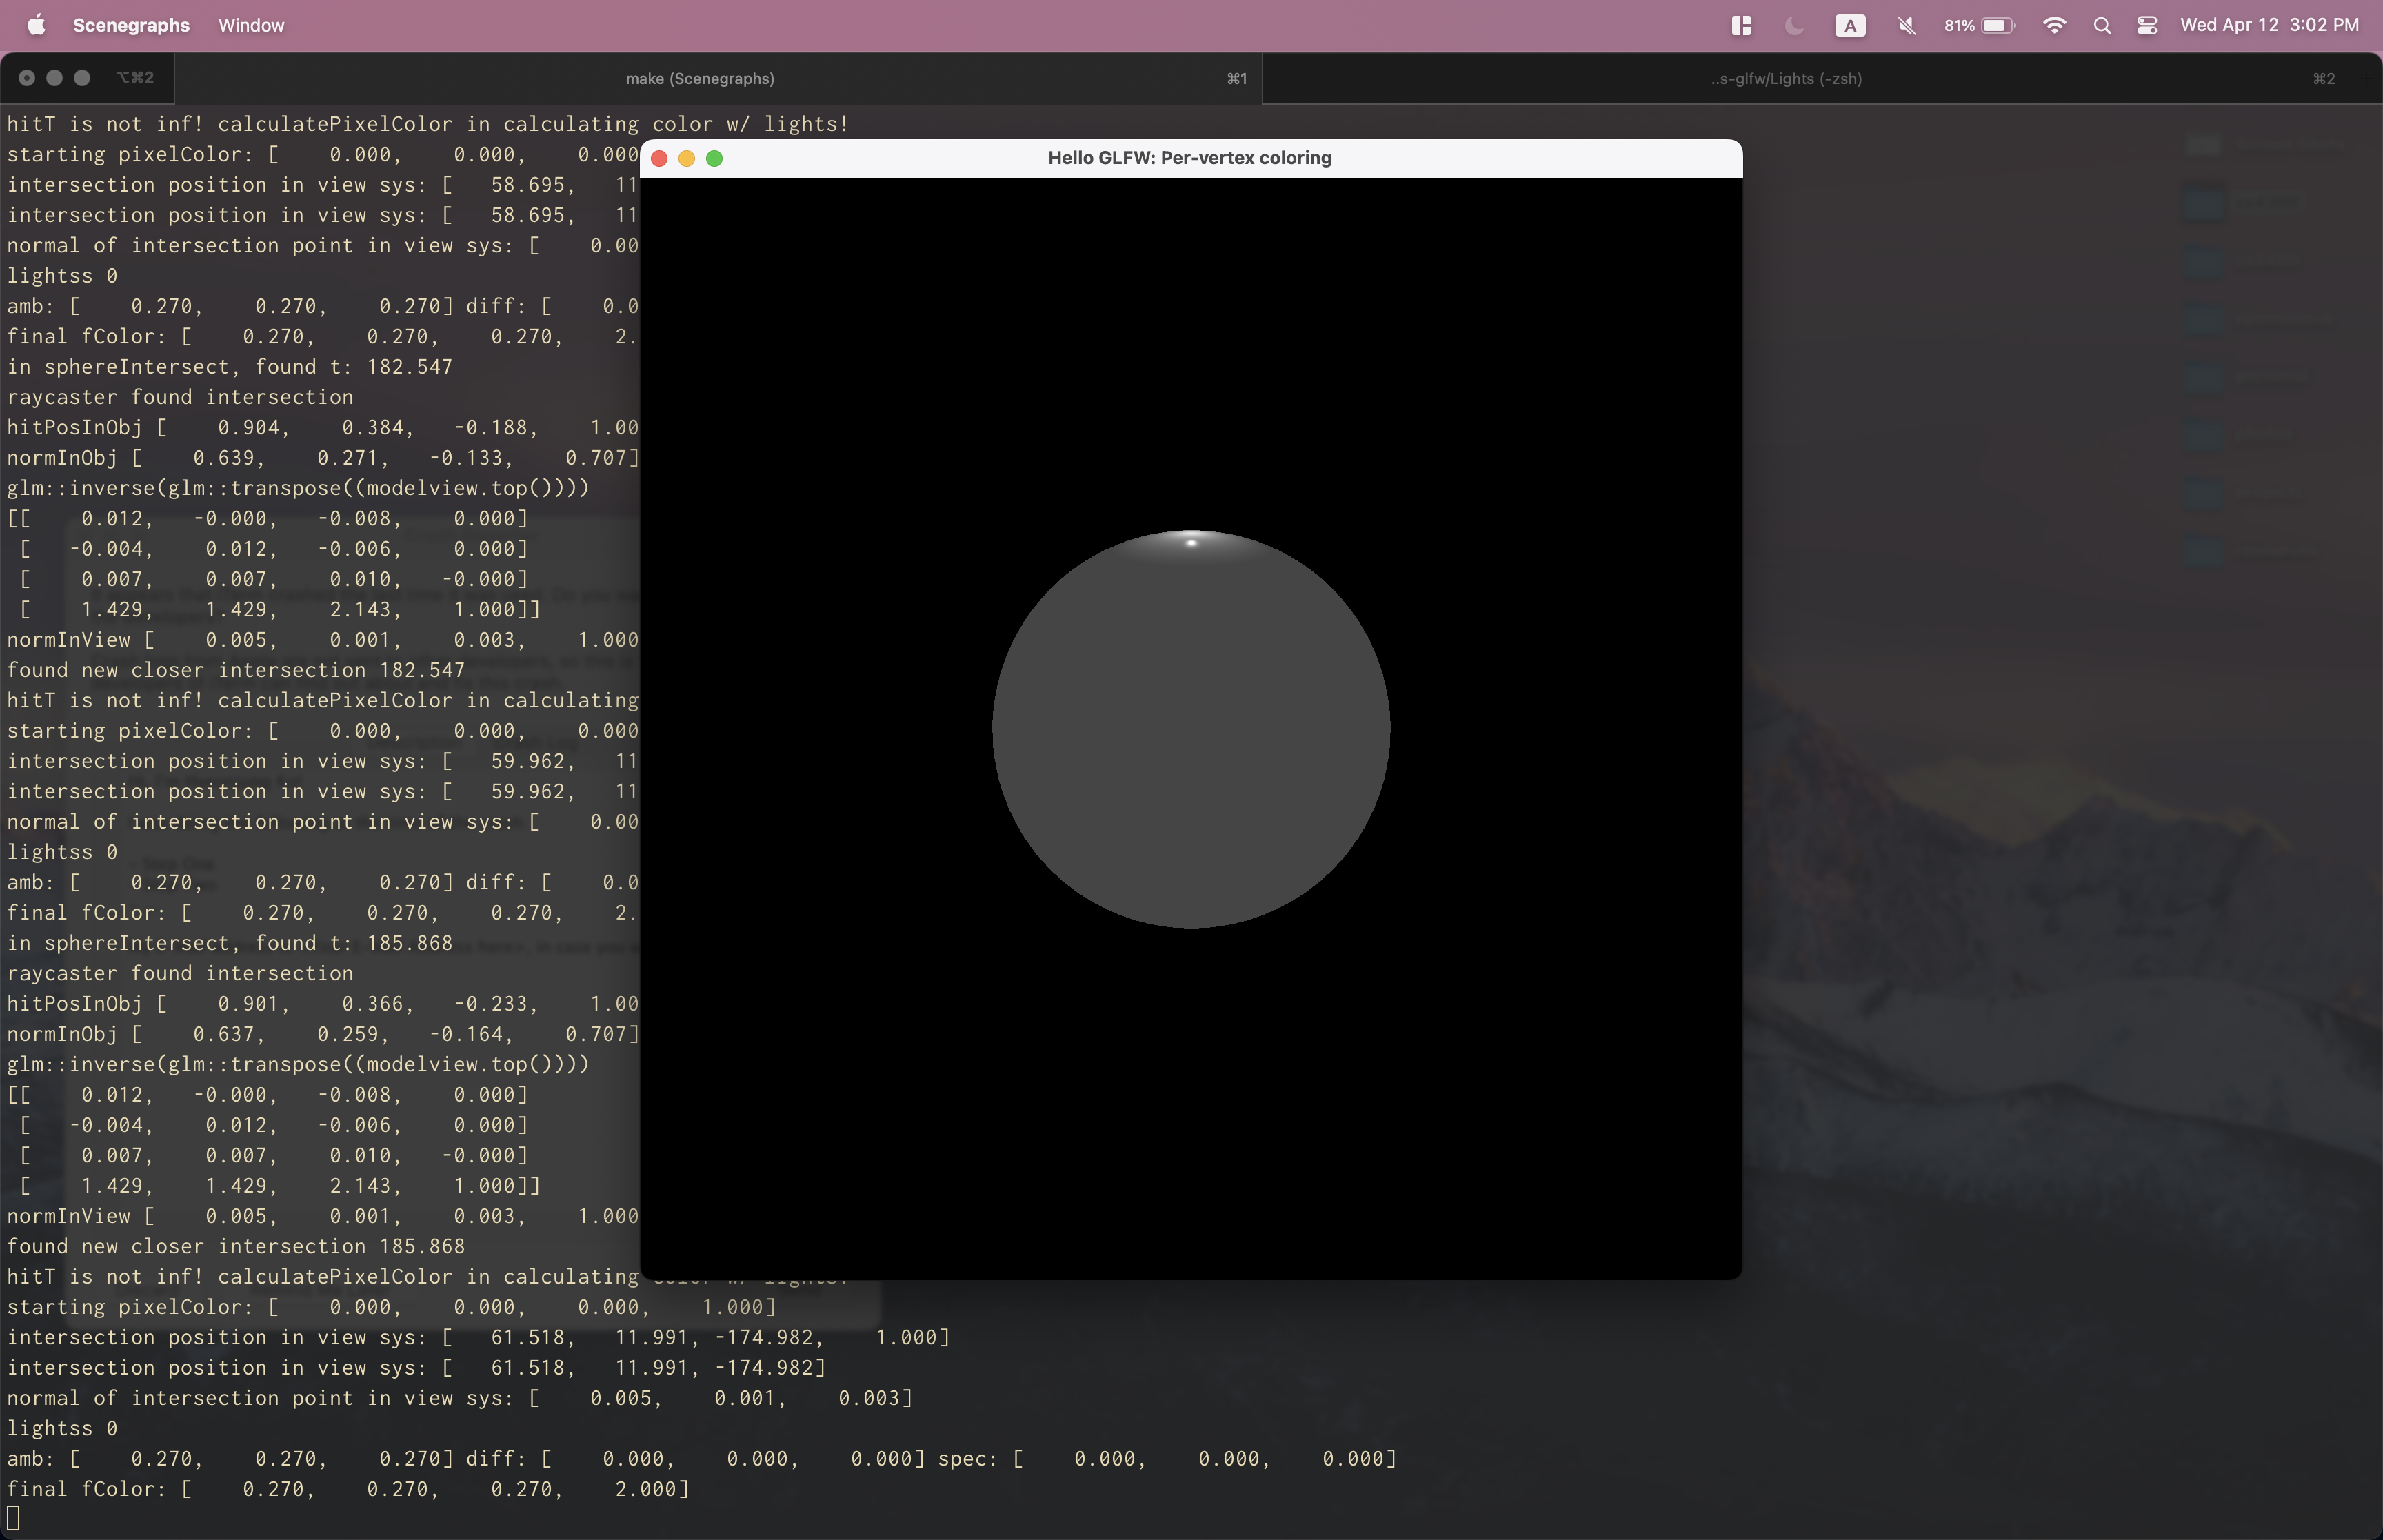 Scenegraphs Window A 81% Wed Apr 12 3:02 PM
⌥⌘2 make (Scenegraphs) ⌘1 ..s-glfw/Lights (-zsh) ⌘2
hitT is not inf! calculatePixelColor in calculating color w/ lights!
Hello GLFW: Per-vertex coloring
starting pixelColor: [    0.000,    0.000,    0.000
intersection position in view sys: [   58.695,   11
intersection position in view sys: [   58.695,   11
normal of intersection point in view sys: [    0.00
lightss 0
amb: [    0.270,    0.270,    0.270] diff: [    0.0
final fColor: [    0.270,    0.270,    0.270,    2.
in sphereIntersect, found t: 182.547
raycaster found intersection
hitPosInObj [    0.904,    0.384,   -0.188,    1.00
normInObj [    0.639,    0.271,   -0.133,    0.707]
glm::inverse(glm::transpose((modelview.top())))
[[    0.012,   -0.000,   -0.008,    0.000]
[   -0.004,    0.012,   -0.006,    0.000]
[    0.007,    0.007,    0.010,   -0.000]
[    1.429,    1.429,    2.143,    1.000]]
normInView [    0.005,    0.001,    0.003,    1.000
found new closer intersection 182.547
hitT is not inf! calculatePixelColor in calculating
starting pixelColor: [    0.000,    0.000,    0.000
intersection position in view sys: [   59.962,   11
intersection position in view sys: [   59.962,   11
normal of intersection point in view sys: [    0.00
lightss 0
amb: [    0.270,    0.270,    0.270] diff: [    0.0
final fColor: [    0.270,    0.270,    0.270,    2.
in sphereIntersect, found t: 185.868
raycaster found intersection
hitPosInObj [    0.901,    0.366,   -0.233,    1.00
normInObj [    0.637,    0.259,   -0.164,    0.707]
glm::inverse(glm::transpose((modelview.top())))
[[    0.012,   -0.000,   -0.008,    0.000]
[   -0.004,    0.012,   -0.006,    0.000]
[    0.007,    0.007,    0.010,   -0.000]
[    1.429,    1.429,    2.143,    1.000]]
normInView [    0.005,    0.001,    0.003,    1.000
found new closer intersection 185.868
hitT is not inf! calculatePixelColor in calculating color w/ lights!
starting pixelColor: [    0.000,    0.000,    0.000,    1.000]
intersection position in view sys: [   61.518,   11.991, -174.982,    1.000]
intersection position in view sys: [   61.518,   11.991, -174.982]
normal of intersection point in view sys: [    0.005,    0.001,    0.003]
lightss 0
amb: [    0.270,    0.270,    0.270] diff: [    0.000,    0.000,    0.000] spec: [    0.000,    0.000,    0.000]
final fColor: [    0.270,    0.270,    0.270,    2.000]